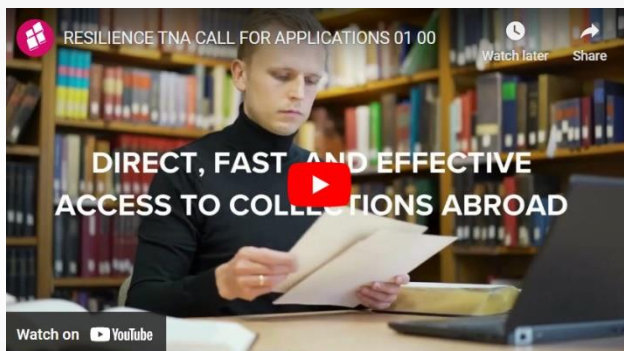 RESILIENCE TNA CALL FOR APPLICATIONS 01 00
Watch later
Share
DIRECT, FAST AND EFFECTIVE
ACCESS TO COLLECTIONS ABROAD
Watch on YouTube